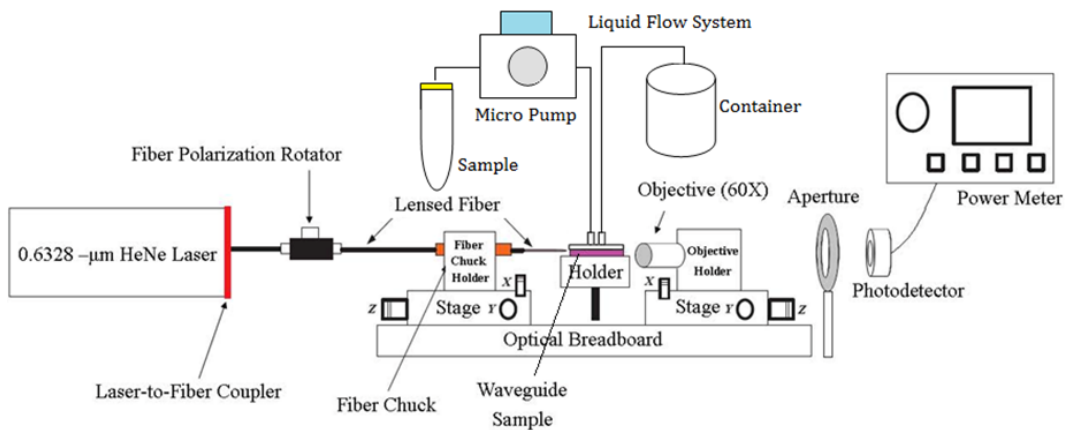 Liquid Flow System
Micro Pump
Container
Sample
Fiber Polarization Rotator
Lensed Fiber
Objective (60X)
Aperture
Power Meter
0.6328 –μm HeNe Laser
Fiber
Chuck
Holder
Holder
Objective
Holder
Photodetector
X
X
Z
Stage Y
Stage Y
Z
Optical Breadboard
Laser-to-Fiber Coupler
Fiber Chuck
Waveguide
Sample